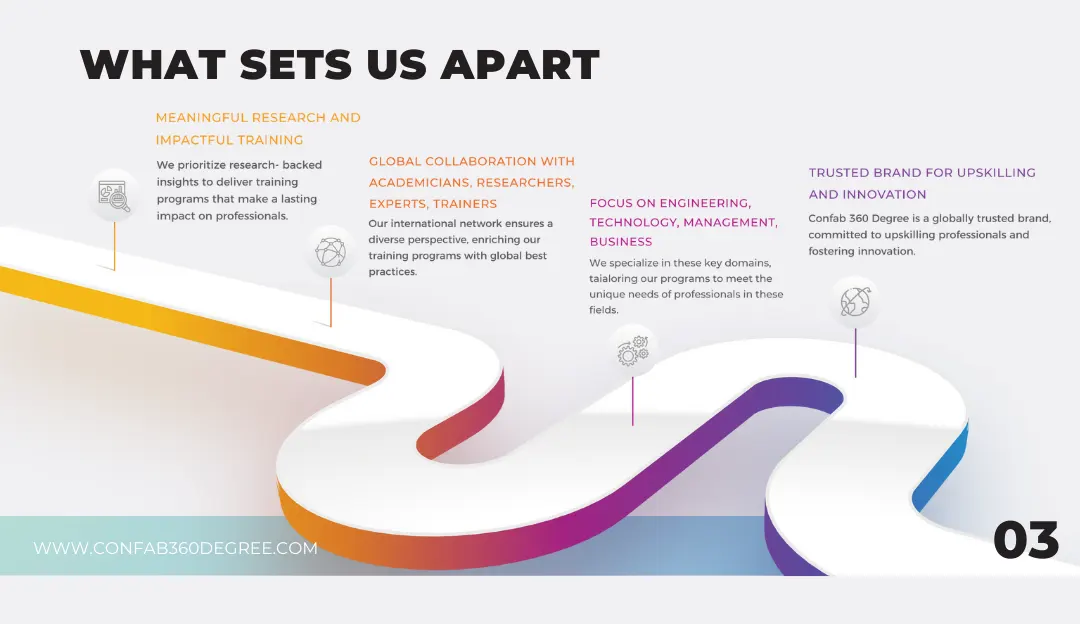 WHAT SETS US APART
MEANINGFUL RESEARCH AND
IMPACTFUL TRAINING
We prioritize research- backed
insights to deliver training
programs that make a lasting
impact on professionals.
GLOBAL COLLABORATION WITH
ACADEMICIANS, RESEARCHERS,
EXPERTS, TRAINERS
Our international network ensures a
diverse perspective, enriching our
training programs with global best
practices.
FOCUS ON ENGINEERING,
TECHNOLOGY, MANAGEMENT,
BUSINESS
We specialize in these key domains,
taialoring our programs to meet the
unique needs of professionals in these
fields.
TRUSTED BRAND FOR UPSKILLING
AND INNOVATION
Confab 360 Degree is a globally trusted brand,
committed to upskilling professionals and
fostering innovation.
WWW.CONFAB360DEGREE.COM
03